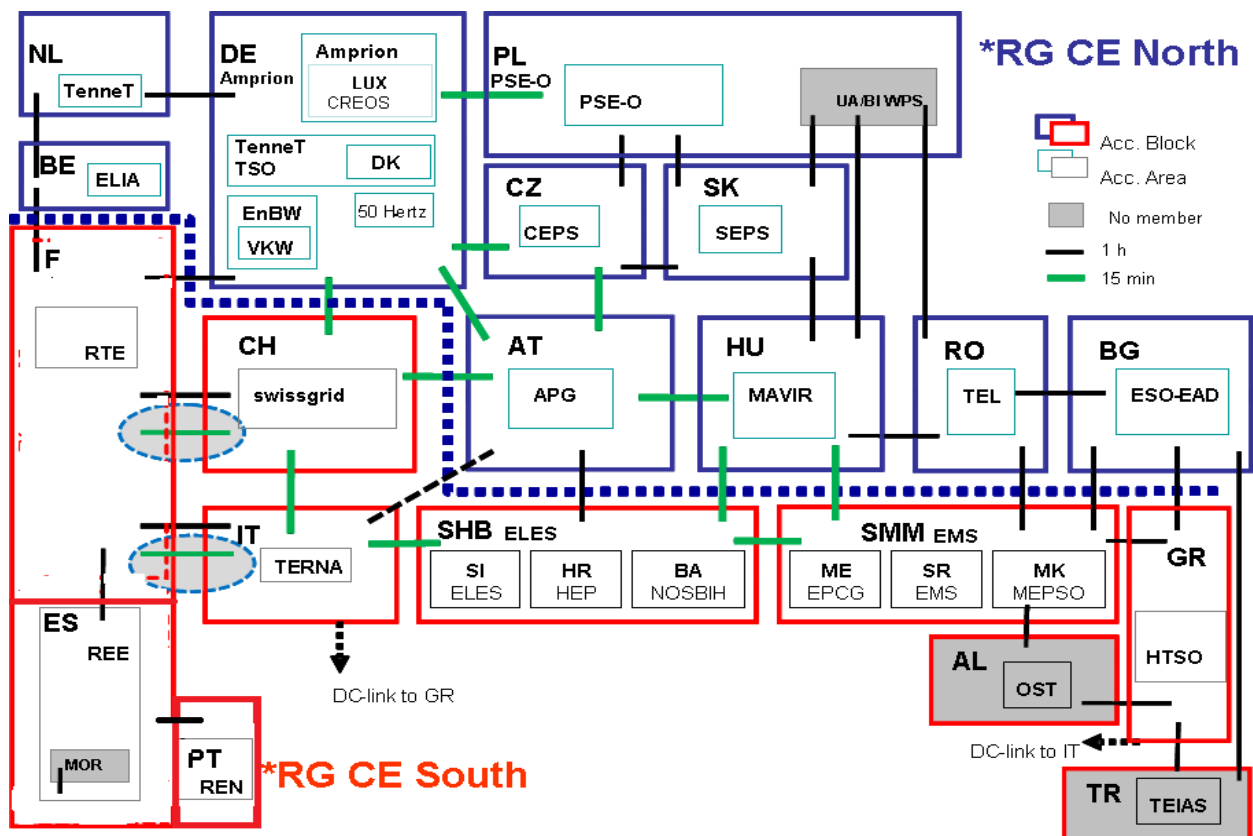 NL
TenneT
BE
ELIA
DE
Amprion
Amprion
LUX
CREOS
TenneT
TSO
DK
EnBW
VKW
50 Hertz
PL
PSE-O
PSE-O
UA/BI WPS
*RG CE North
Acc. Block
Acc. Area
No member
1 h
15 min
CZ
CEPS
SK
SEPS
F
RTE
CH
swissgrid
AT
APG
HU
MAVIR
RO
TEL
BG
ESO-EAD
IT
TERNA
SHB ELES
SI
ELES
HR
HEP
BA
NOSBIH
SMM EMS
ME
EPCG
SR
EMS
MK
MEPSO
GR
HTSO
ES
REE
MOR
PT
REN
DC-link to GR
*RG CE South
AL
OST
DC-link to IT
TR
TEIAS